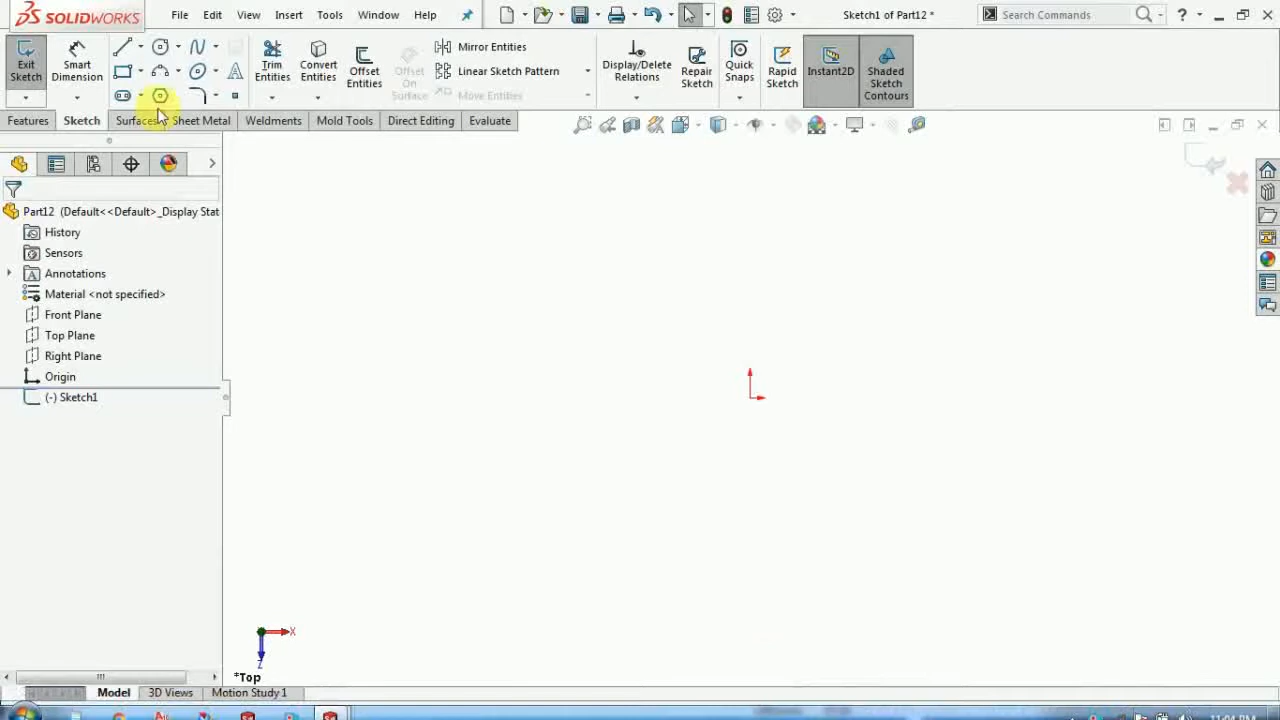 SOLIDWORKS File Edit View Insert Tools Window Help Sketch1 of Part12 * Search Commands ?
Exit Sketch
Smart Dimension
Trim Entities
Convert Entities
Offset Entities
Offset On Surface
Mirror Entities
Linear Sketch Pattern
Move Entities
Display/Delete Relations
Repair Sketch
Quick Snaps
Rapid Sketch
Instant2D
Shaded Sketch Contours
Features Sketch Surfaces Sheet Metal Weldments Mold Tools Direct Editing Evaluate
Part12 (Default<<Default>_Display Stat
History
Sensors
Annotations
Material <not specified>
Front Plane
Top Plane
Right Plane
Origin
(-) Sketch1
X
Z
*Top
Model 3D Views Motion Study 1